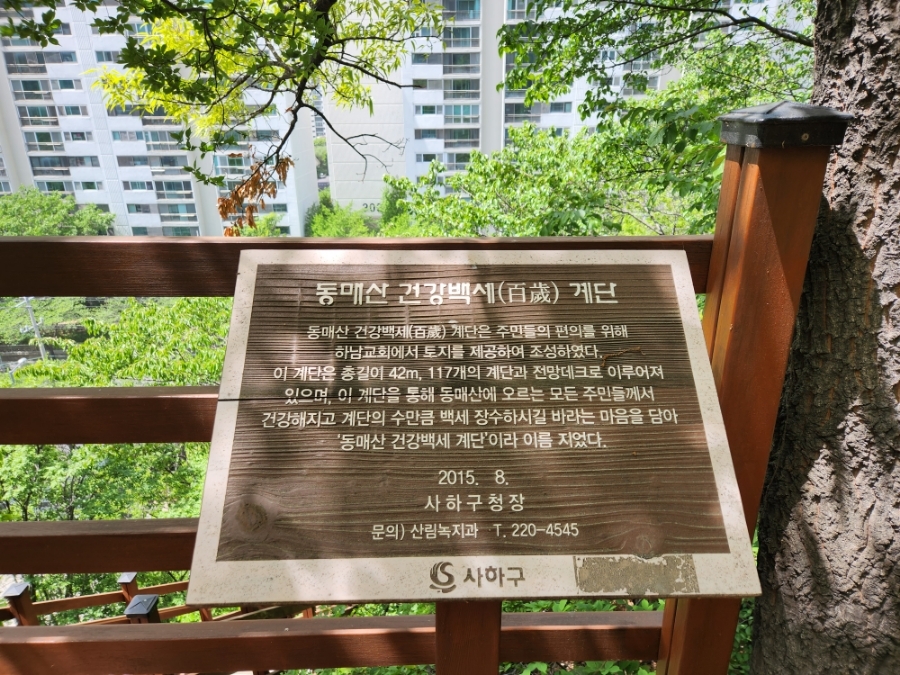 동매산 건강백세(百歲) 계단
동매산 건강백세(百歲) 계단은 주민들의 편의를 위해
하남교회에서 토지를 제공하여 조성하였다.
이 계단은 총길이 42m, 117개의 계단과 전망데크로 이루어져
있으며, 이 계단을 통해 동매산에 오르는 모든 주민들께서
건강해지고 계단의 수만큼 백세 장수하시길 바라는 마음을 담아
'동매산 건강백세 계단'이라 이름 지었다.
2015. 8.
사하구청장
문의) 산림녹지과 T. 220-4545
사하구